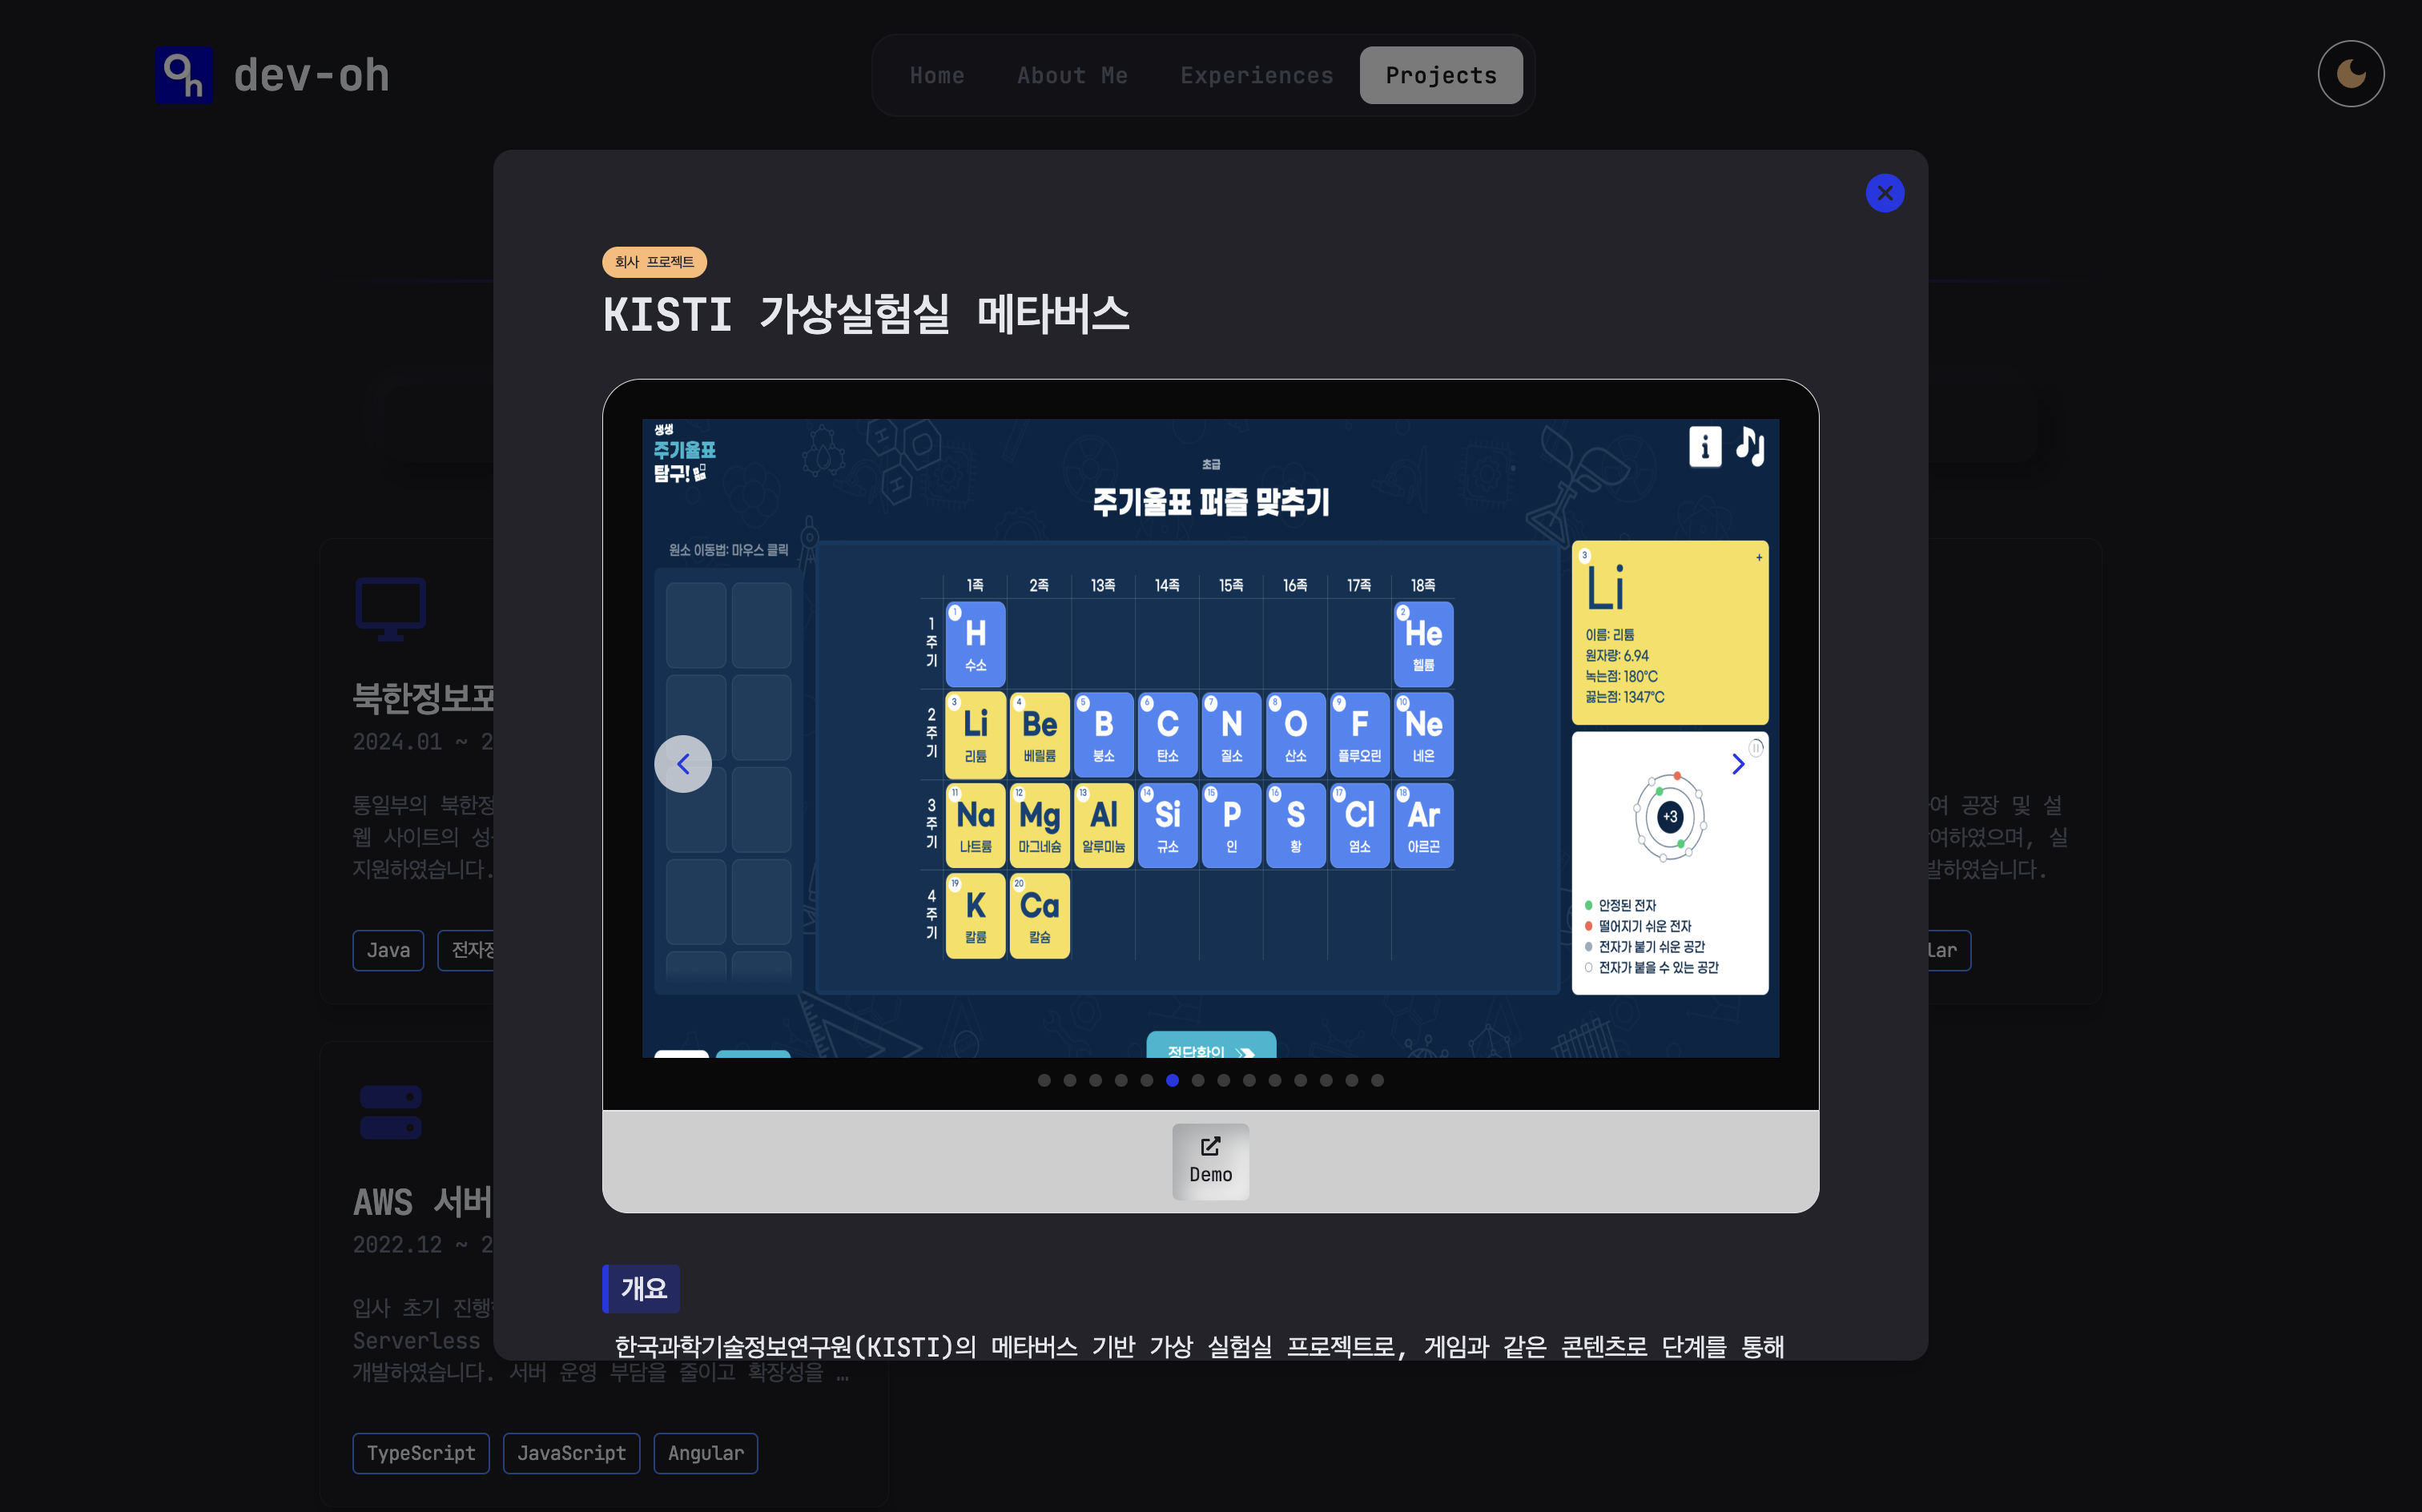 dev-oh
Home About Me Experiences Projects
회사 프로젝트
KISTI 가상실험실 메타버스
생생
주기율표
탐구!
초급
주기율표 퍼즐 맞추기
원소 이동법: 마우스 클릭
1족 2족 13족 14족 15족 16족 17족 18족
1주기
1 H 수소
2 He 헬륨
2주기
3 Li 리튬
4 Be 베릴륨
5 B 붕소
6 C 탄소
7 N 질소
8 O 산소
9 F 플루오린
10 Ne 네온
3주기
11 Na 나트륨
12 Mg 마그네슘
13 Al 알루미늄
14 Si 규소
15 P 인
16 S 황
17 Cl 염소
18 Ar 아르곤
4주기
19 K 칼륨
20 Ca 칼슘
3 +
Li
이름: 리튬
원자량: 6.94
녹는점: 180°C
끓는점: 1347°C
+3
안정된 전자
떨어지기 쉬운 전자
전자가 붙기 쉬운 공간
전자가 붙을 수 있는 공간
정답확인
Demo
개요
한국과학기술정보연구원(KISTI)의 메타버스 기반 가상 실험실 프로젝트로, 게임과 같은 콘텐츠로 단계를 통해
북한정보포
2024.01 ~ 2
통일부의 북한정
웹 사이트의 성
지원하였습니다.
Java 전자정
여 공장 및 설
여하였으며, 실
발하였습니다.
lar
AWS 서버
2022.12 ~ 2
입사 초기 진행
Serverless
개발하였습니다. 서버 운영 부담을 줄이고 확장성을 …
TypeScript JavaScript Angular